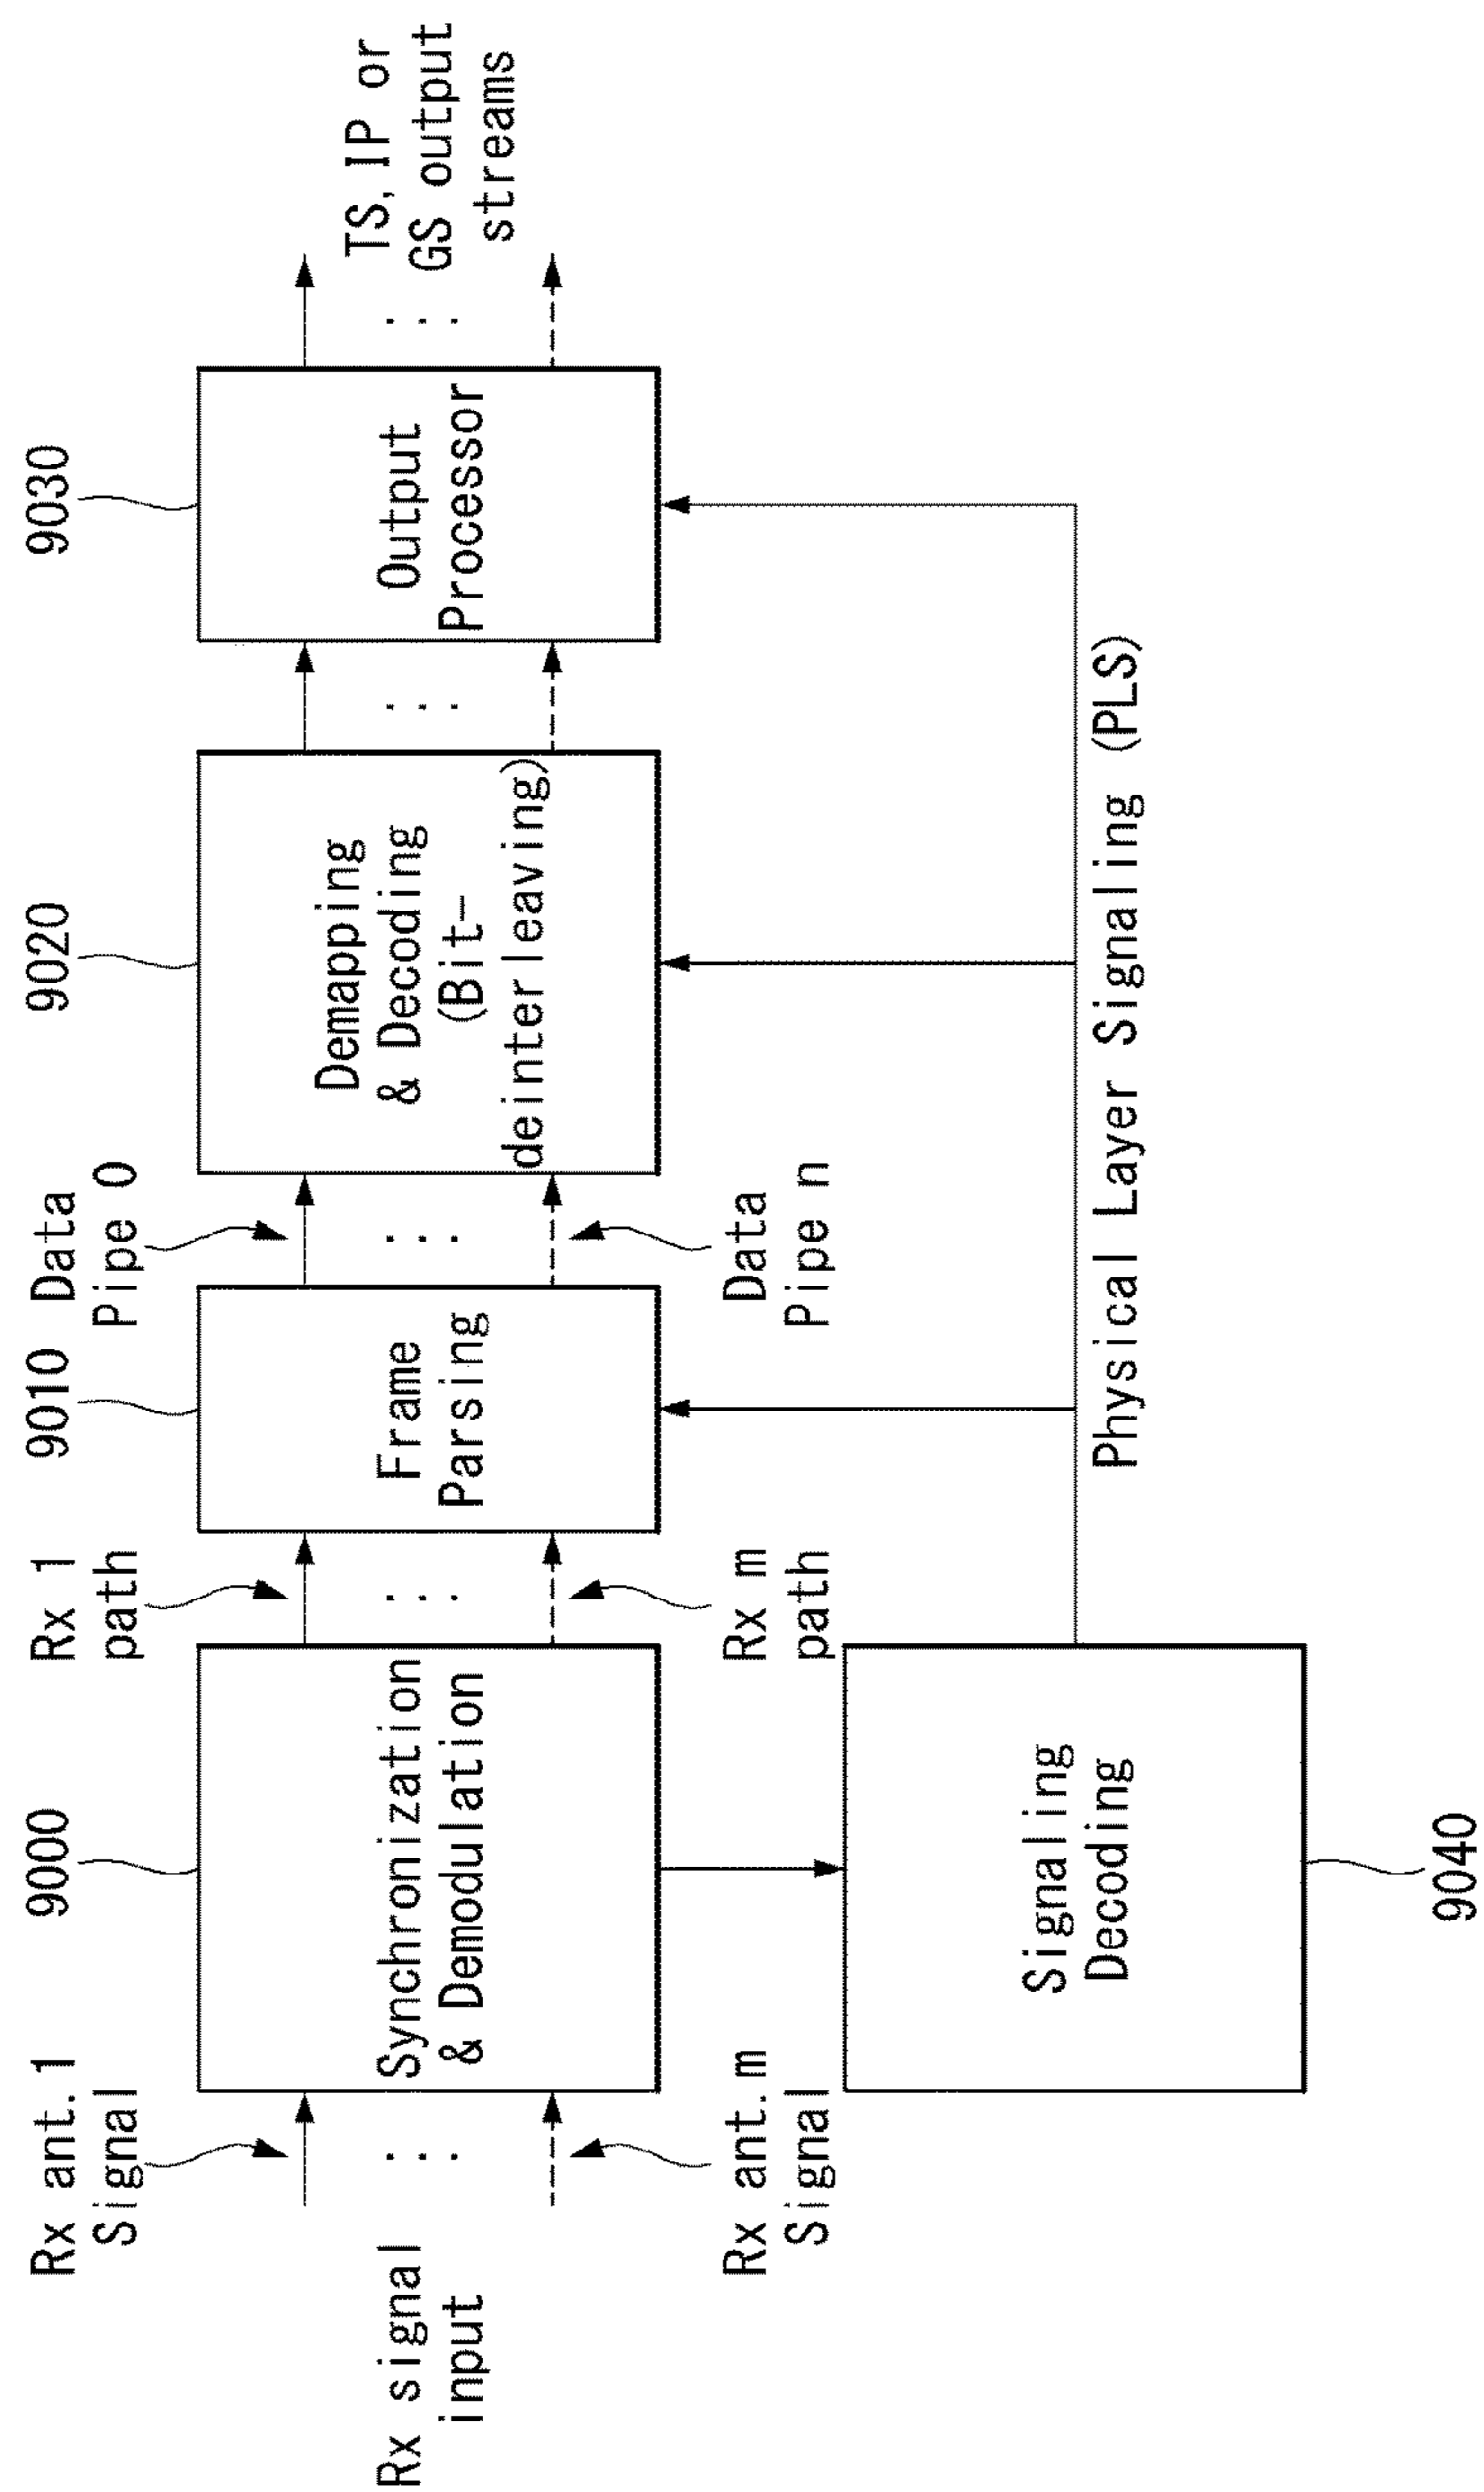 Rx signal
input
Rx ant.1
Signal
Rx ant.m
Signal
9000
Synchronization
& Demodulation
Rx 1
path
Rx m
path
9010
Frame
Parsing
Data
Pipe 0
Data
Pipe n
9020
Demapping
& Decoding
(Bit-
deinterleaving)
9030
Output
Processor
TS, IP or
GS output
streams
Signaling
Decoding
9040
Physical Layer Signaling (PLS)